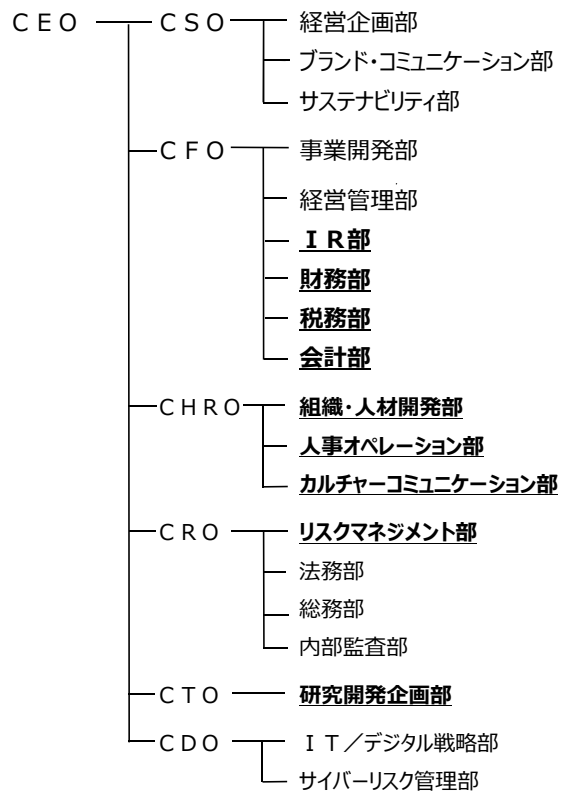 ＣＥＯ ＣＳＯ 経営企画部
ブランド・コミュニケーション部
サステナビリティ部
ＣＦＯ 事業開発部
経営管理部
ＩＲ部
財務部
税務部
会計部
ＣＨＲＯ 組織・人材開発部
人事オペレーション部
カルチャーコミュニケーション部
ＣＲＯ リスクマネジメント部
法務部
総務部
内部監査部
ＣＴＯ 研究開発企画部
ＣＤＯ ＩＴ／デジタル戦略部
サイバーリスク管理部